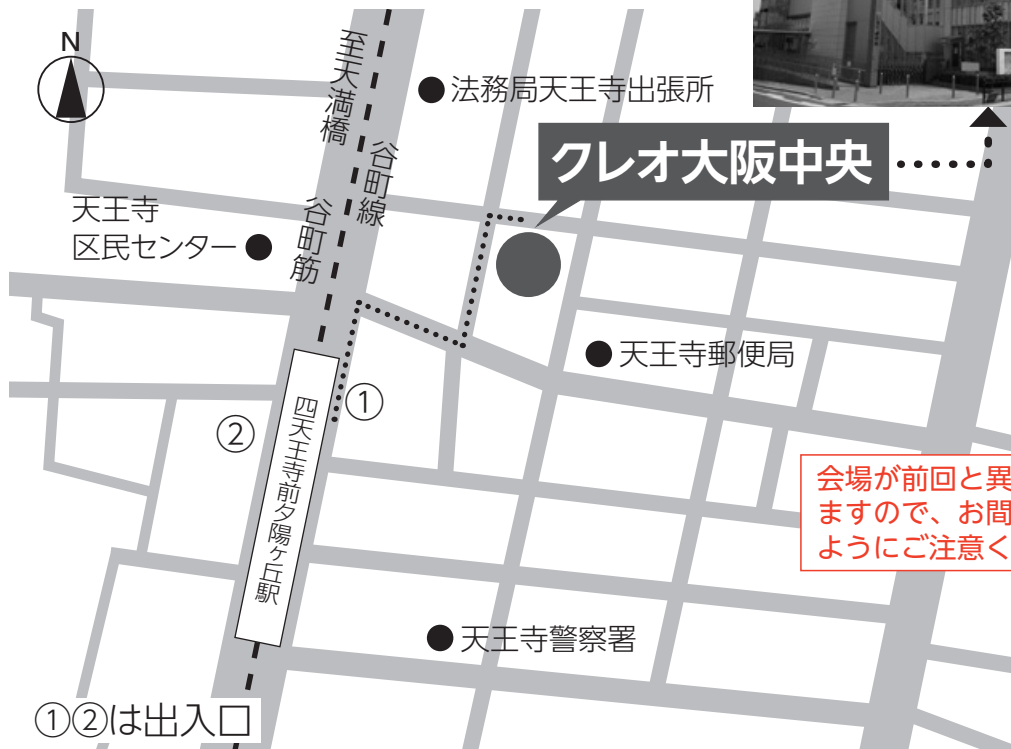 N
至天満橋
谷町線
谷町筋
法務局天王寺出張所
クレオ大阪中央
天王寺
区民センター
天王寺郵便局
①
②
四天王寺前夕陽ヶ丘駅
会場が前回と異
ますので、お間
ようにご注意く
天王寺警察署
①②は出入口